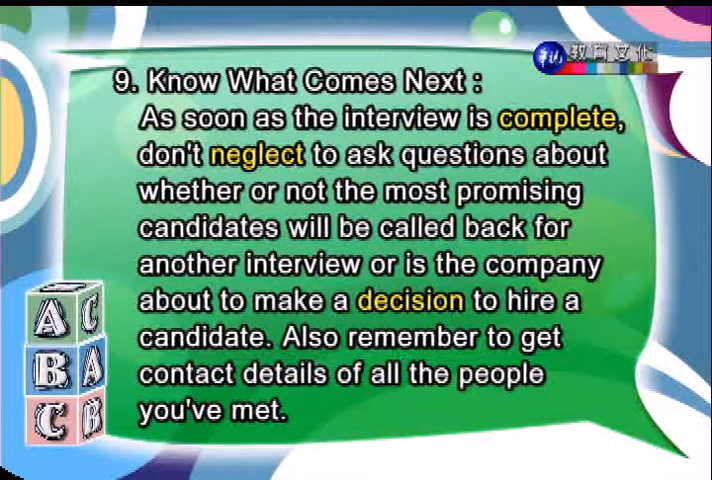 教育文化
9. Know What Comes Next :
As soon as the interview is complete,
don't neglect to ask questions about
whether or not the most promising
candidates will be called back for
another interview or is the company
about to make a decision to hire a
candidate. Also remember to get
contact details of all the people
you've met.
A C
B A
C B